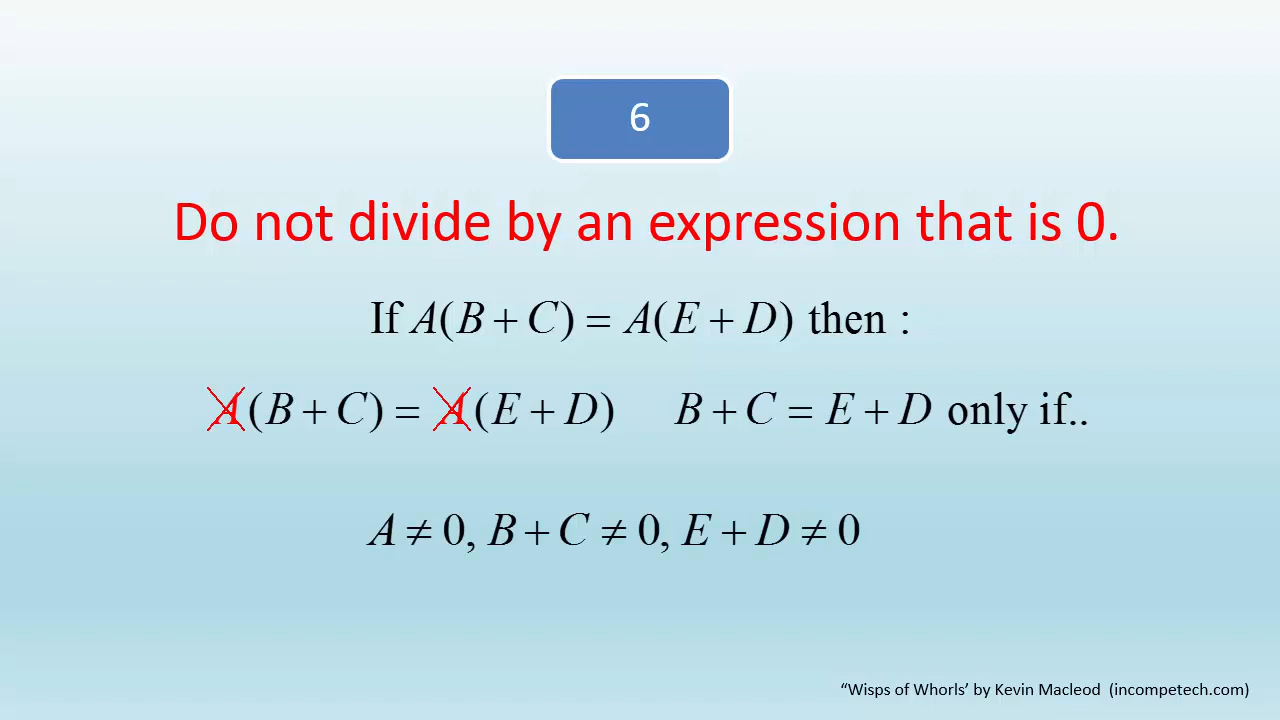 6
Do not divide by an expression that is 0.
If A(B + C) = A(E + D) then :
A(B + C) = A(E + D) B + C = E + D only if..
A ≠ 0, B + C ≠ 0, E + D ≠ 0
“Wisps of Whorls’ by Kevin Macleod (incompetech.com)